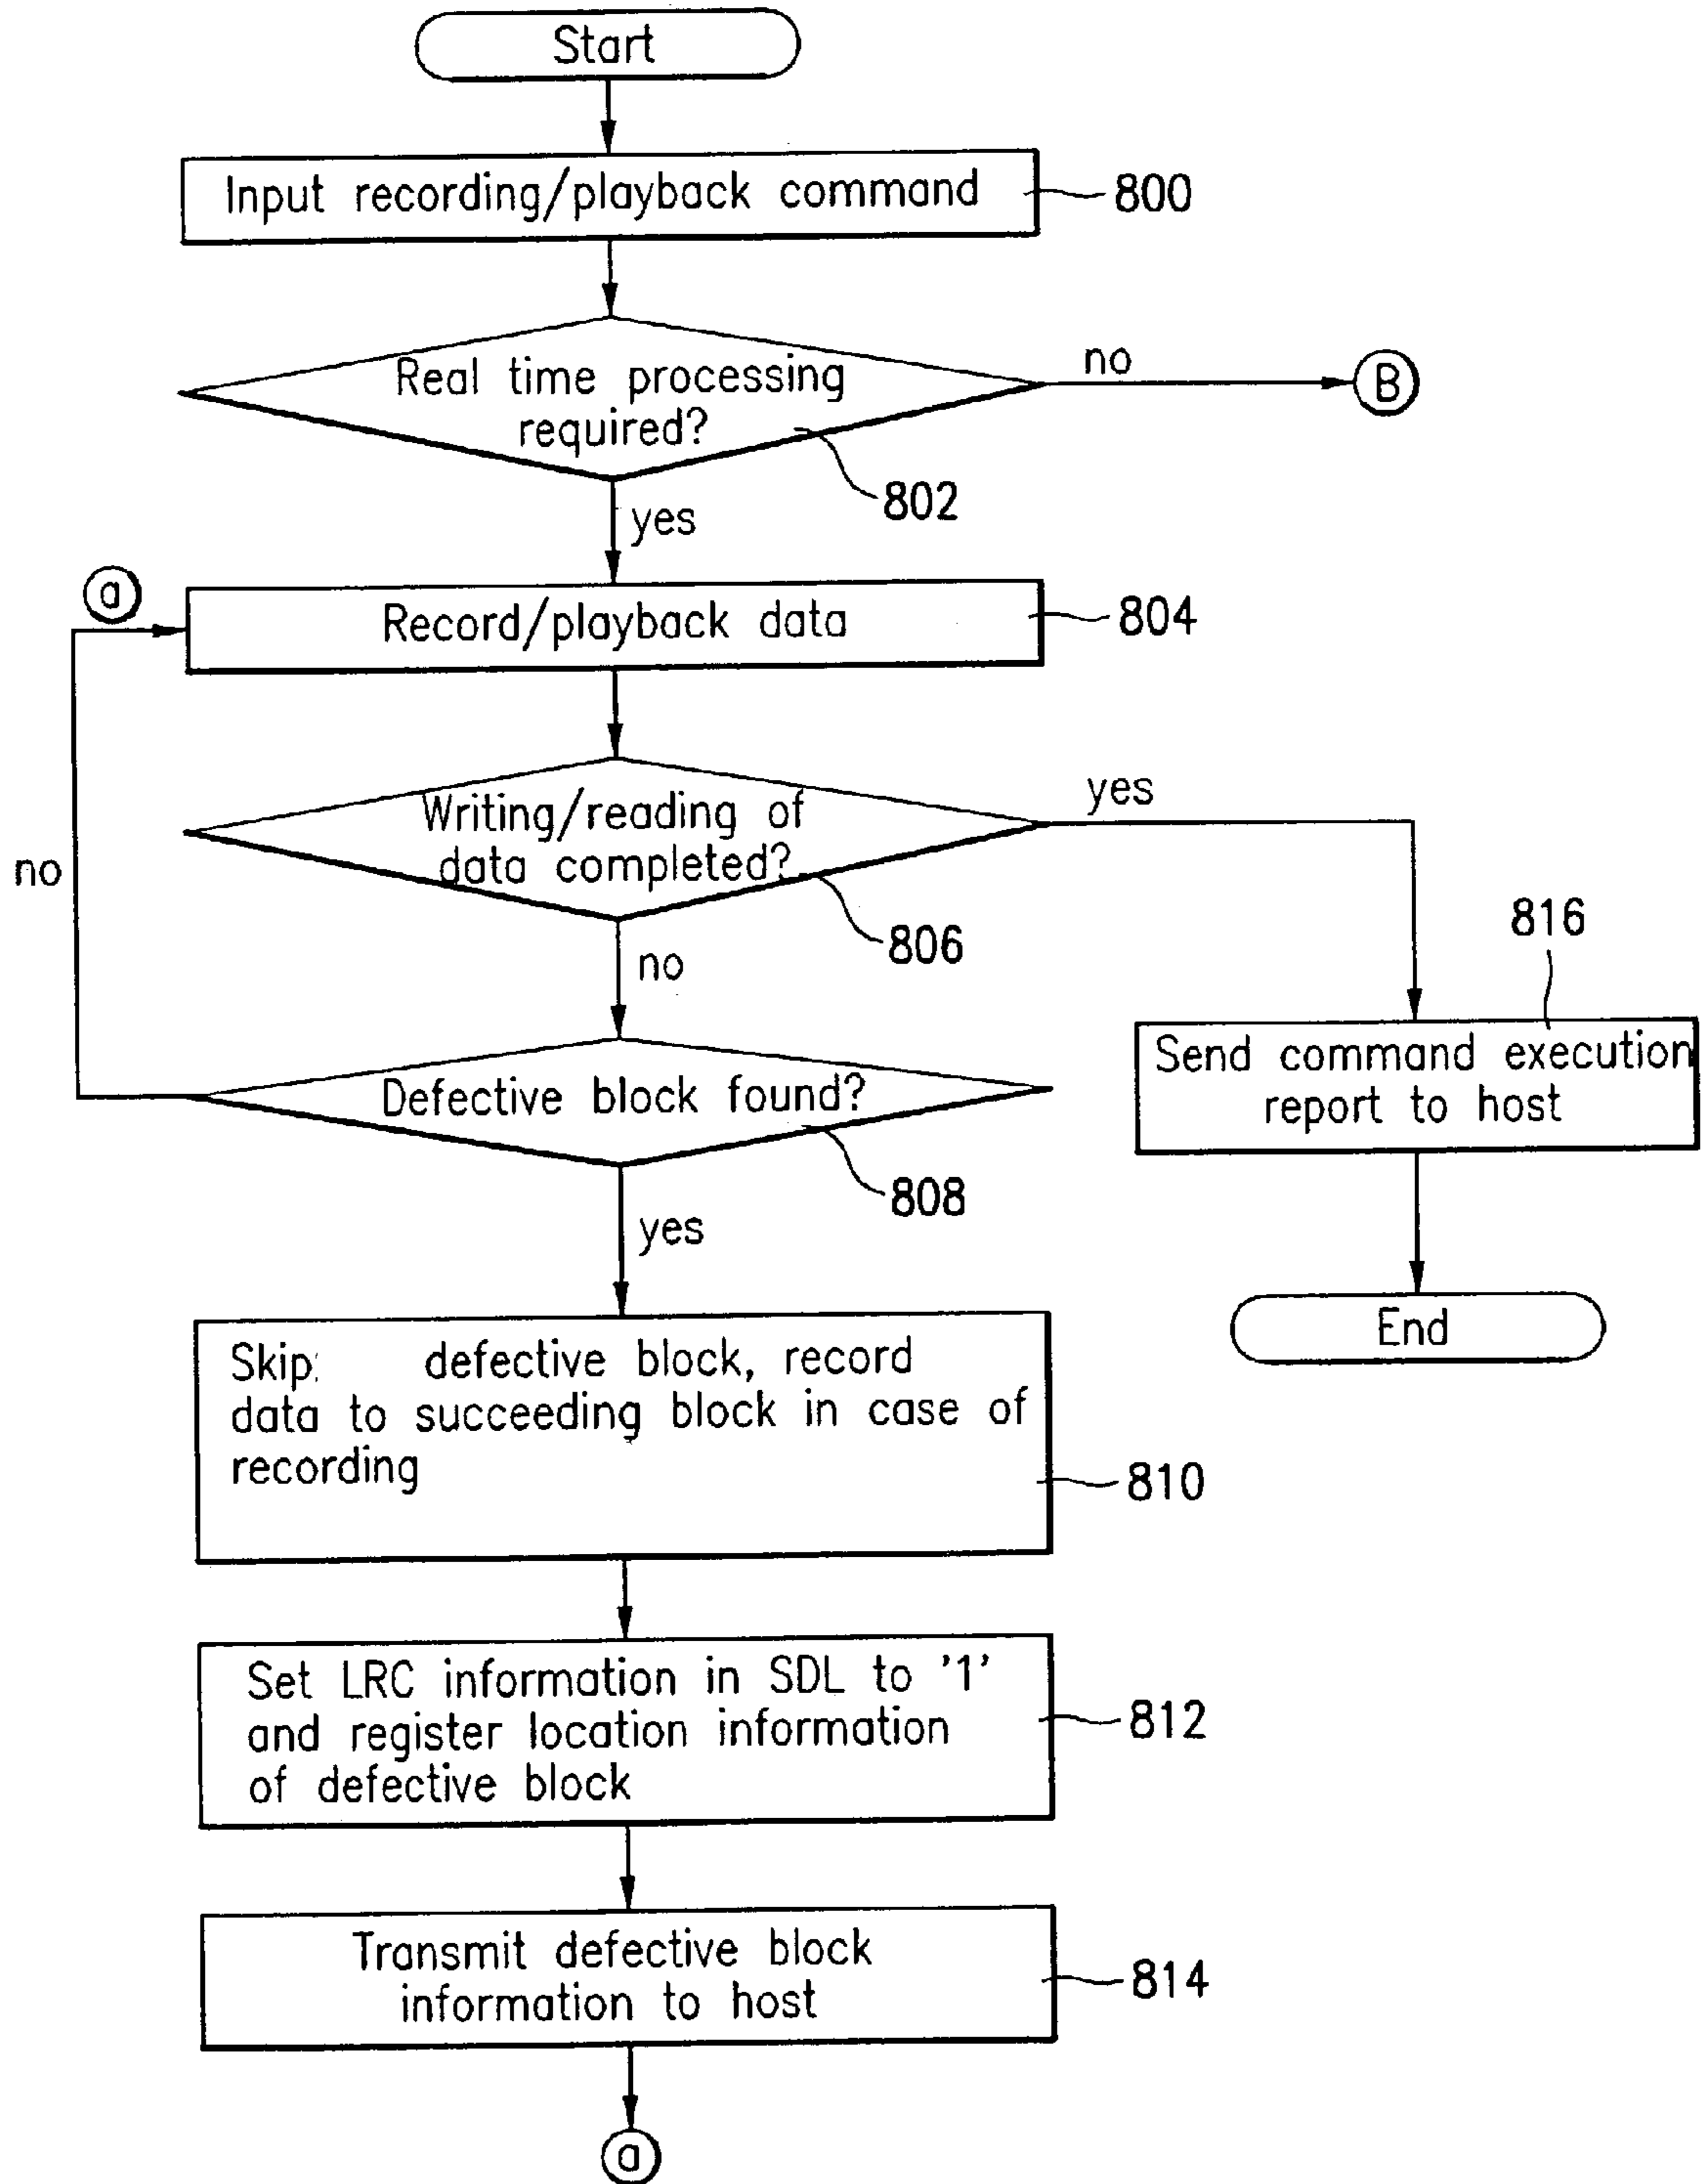 Start
Input recording/playback command
800
Real time processing
required?
802
no
B
yes
a
Record/playback data
804
Writing/reading of
data completed?
806
yes
no
no
816
Send command execution
report to host
Defective block found?
808
yes
End
Skip: defective block, record
data to succeeding block in case of
recording
810
Set LRC information in SDL to '1'
and register location information
of defective block
812
Transmit defective block
information to host
814
a